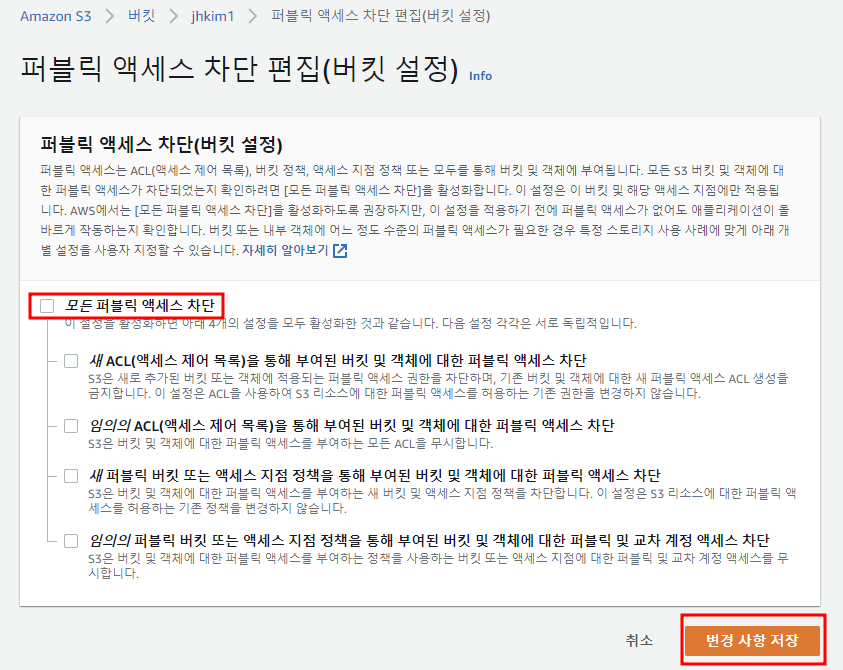 Amazon S3 > 버킷 > jhkim1 > 퍼블릭 액세스 차단 편집(버킷 설정)
퍼블릭 액세스 차단 편집(버킷 설정) Info
퍼블릭 액세스 차단(버킷 설정)
퍼블릭 액세스는 ACL(액세스 제어 목록), 버킷 정책, 액세스 지점 정책 또는 모두를 통해 버킷 및 객체에 부여됩니다. 모든 S3 버킷 및 객체에 대
한 퍼블릭 액세스가 차단되었는지 확인하려면 [모든 퍼블릭 액세스 차단]을 활성화합니다. 이 설정은 이 버킷 및 해당 액세스 지점에만 적용됩
니다. AWS에서는 [모든 퍼블릭 액세스 차단]을 활성화하도록 권장하지만, 이 설정을 적용하기 전에 퍼블릭 액세스가 없어도 애플리케이션이 올
바르게 작동하는지 확인합니다. 버킷 또는 내부 객체에 어느 정도 수준의 퍼블릭 액세스가 필요한 경우 특정 스토리지 사용 사례에 맞게 아래 개
별 설정을 사용자 지정할 수 있습니다. 자세히 알아보기
모든 퍼블릭 액세스 차단
이 설정을 활성화하면 아래 4개의 설정을 모두 활성화한 것과 같습니다. 다음 설정 각각은 서로 독립적입니다.
새 ACL(액세스 제어 목록)을 통해 부여된 버킷 및 객체에 대한 퍼블릭 액세스 차단
S3은 새로 추가된 버킷 또는 객체에 적용되는 퍼블릭 액세스 권한을 차단하며, 기존 버킷 및 객체에 대한 새 퍼블릭 액세스 ACL 생성을
금지합니다. 이 설정은 ACL을 사용하여 S3 리소스에 대한 퍼블릭 액세스를 허용하는 기존 권한을 변경하지 않습니다.
임의의 ACL(액세스 제어 목록)을 통해 부여된 버킷 및 객체에 대한 퍼블릭 액세스 차단
S3은 버킷 및 객체에 대한 퍼블릭 액세스를 부여하는 모든 ACL을 무시합니다.
새 퍼블릭 버킷 또는 액세스 지점 정책을 통해 부여된 버킷 및 객체에 대한 퍼블릭 액세스 차단
S3은 버킷 및 객체에 대한 퍼블릭 액세스를 부여하는 새 버킷 및 액세스 지점 정책을 차단합니다. 이 설정은 S3 리소스에 대한 퍼블릭 액
세스를 허용하는 기존 정책을 변경하지 않습니다.
임의의 퍼블릭 버킷 또는 액세스 지점 정책을 통해 부여된 버킷 및 객체에 대한 퍼블릭 및 교차 계정 액세스 차단
S3은 버킷 및 객체에 대한 퍼블릭 액세스를 부여하는 정책을 사용하는 버킷 또는 액세스 지점에 대한 퍼블릭 및 교차 계정 액세스를 무
시합니다.
취소 변경 사항 저장